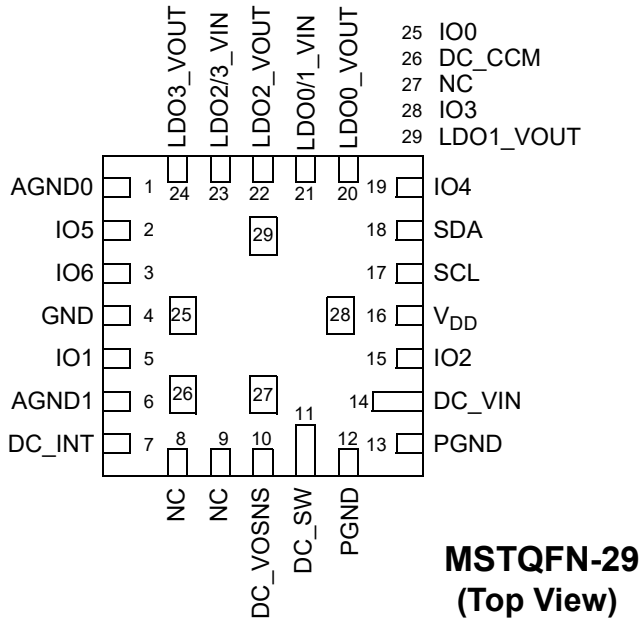 LDO3_VOUT
LDO2/3_VIN
LDO2_VOUT
LDO0/1_VIN
LDO0_VOUT
25 IO0
26 DC_CCM
27 NC
28 IO3
29 LDO1_VOUT
24 23 22 21 20
AGND0 1
IO5 2
IO6 3
GND 4
IO1 5
AGND1 6
DC_INT 7
29
25
28
26
27
19 IO4
18 SDA
17 SCL
16 VDD
15 IO2
14 DC_VIN
13 PGND
8 9 10 11 12
NC
NC
DC_VOSNS
DC_SW
PGND
MSTQFN-29
(Top View)